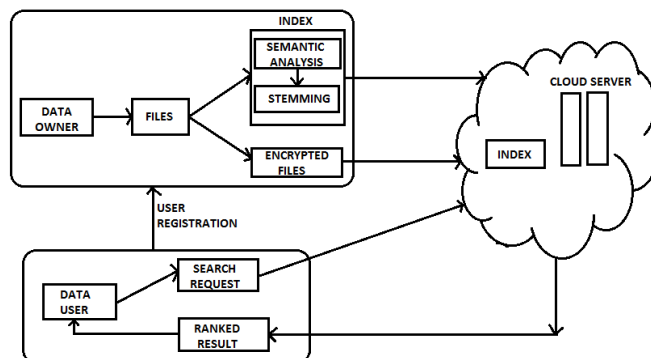 INDEX
SEMANTIC
ANALYSIS
STEMMING
DATA
OWNER
FILES
ENCRYPTED
FILES
CLOUD SERVER
INDEX
USER
REGISTRATION
SEARCH
REQUEST
DATA
USER
RANKED
RESULT